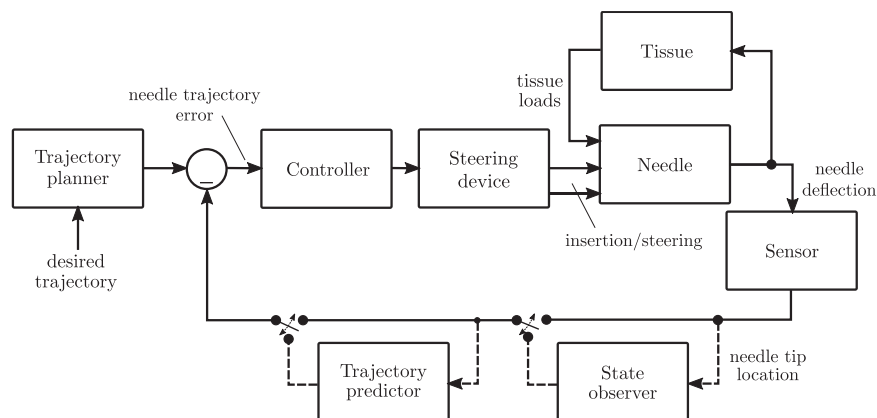 Tissue
tissue
loads
needle trajectory
error
Trajectory
planner
Controller
Steering
device
Needle
needle
deflection
insertion/steering
Sensor
desired
trajectory
Trajectory
predictor
State
observer
needle tip
location